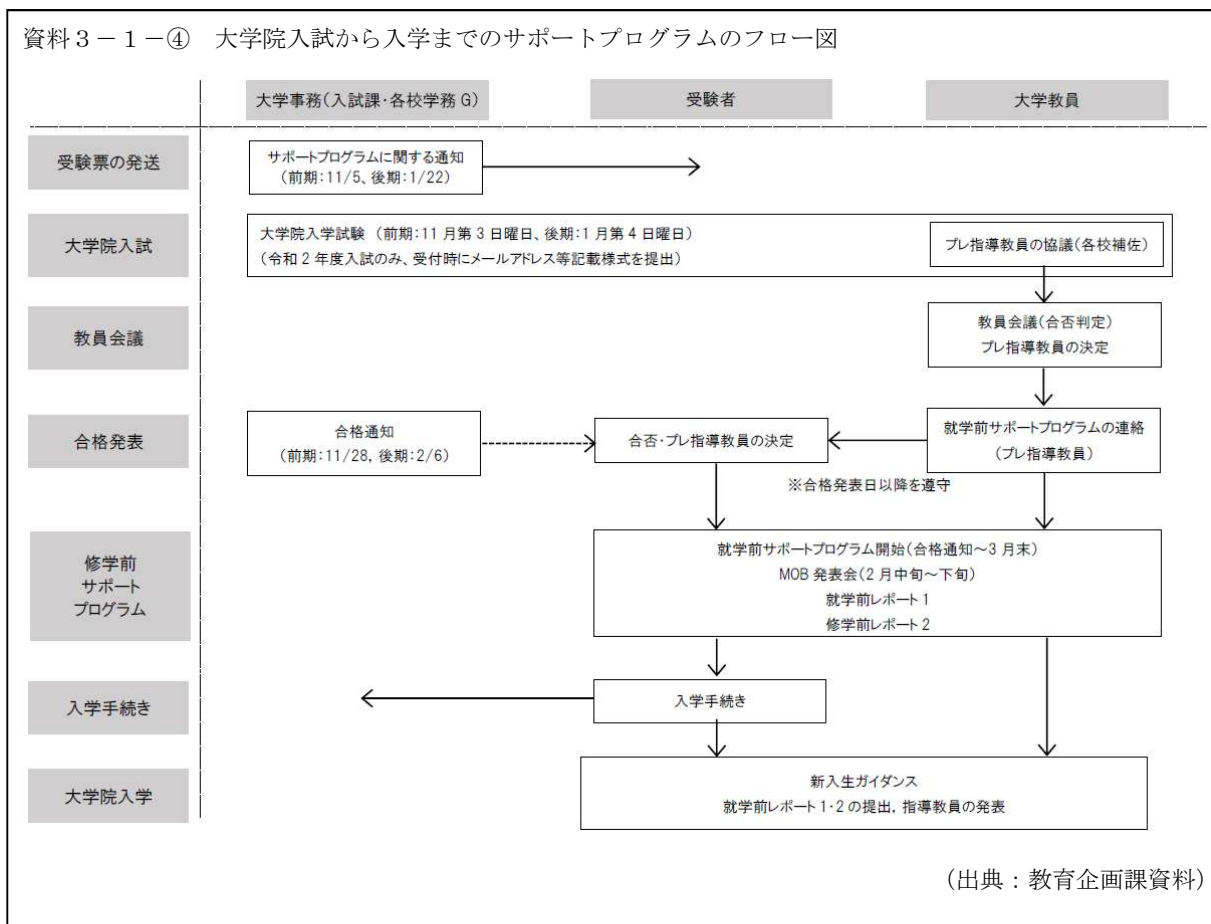 資料3-1-④ 大学院入試から入学までのサポートプログラムのフロー図
大学事務(入試課・各校学務G)
受験者
大学教員
受験票の発送
サポートプログラムに関する通知
(前期:11/5、後期:1/22)
大学院入試
大学院入学試験 (前期:11月第3日曜日、後期:1月第4日曜日)
(令和2年度入試のみ、受付時にメールアドレス等記載様式を提出)
プレ指導教員の協議(各校補佐)
教員会議
教員会議(合否判定)
プレ指導教員の決定
合格発表
合格通知
(前期:11/28, 後期:2/6)
合否・プレ指導教員の決定
就学前サポートプログラムの連絡
(プレ指導教員)
※合格発表日以降を遵守
修学前
サポート
プログラム
就学前サポートプログラム開始(合格通知~3月末)
MOB発表会(2月中旬~下旬)
就学前レポート1
修学前レポート2
入学手続き
入学手続き
大学院入学
新入生ガイダンス
就学前レポート1・2の提出, 指導教員の発表
(出典:教育企画課資料)